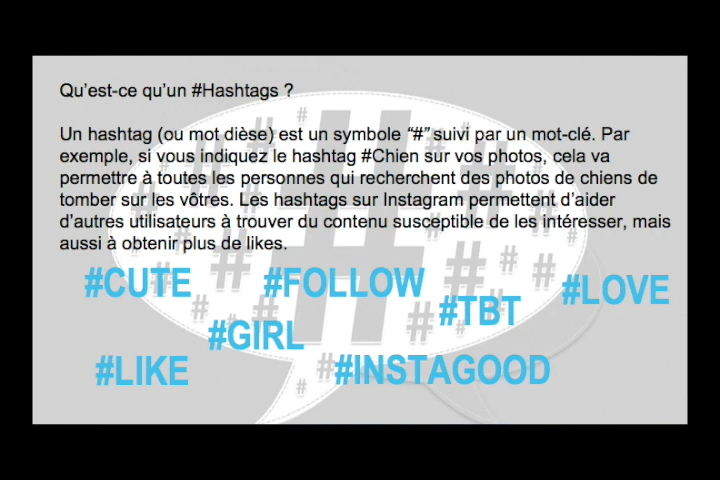 Qu'est-ce qu'un #Hashtags ?
Un hashtag (ou mot dièse) est un symbole “#” suivi par un mot-clé. Par
exemple, si vous indiquez le hashtag #Chien sur vos photos, cela va
permettre à toutes les personnes qui recherchent des photos de chiens de
tomber sur les vôtres. Les hashtags sur Instagram permettent d'aider
d'autres utilisateurs à trouver du contenu susceptible de les intéresser, mais
aussi à obtenir plus de likes.
#CUTE #FOLLOW #LOVE
#TBT
#GIRL
#LIKE #INSTAGOOD